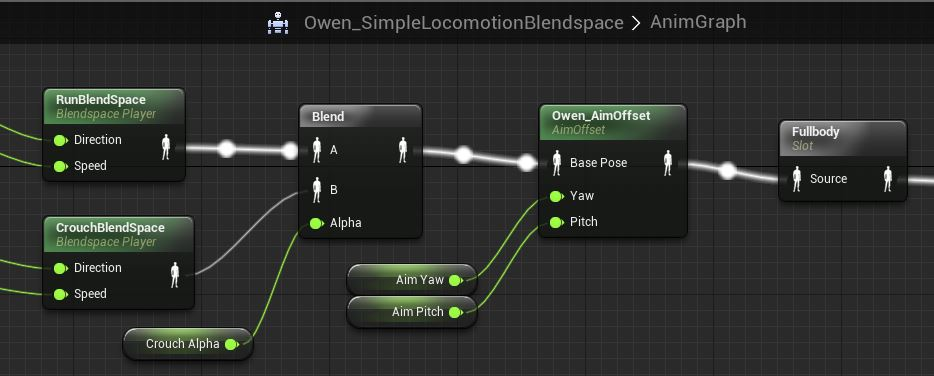 Owen_SimpleLocomotionBlendspace > AnimGraph
RunBlendSpace
Blendspace Player
Direction
Speed
CrouchBlendSpace
Blendspace Player
Direction
Speed
Crouch Alpha
Blend
A
B
Alpha
Aim Yaw
Aim Pitch
Owen_AimOffset
AimOffset
Base Pose
Yaw
Pitch
Fullbody
Slot
Source